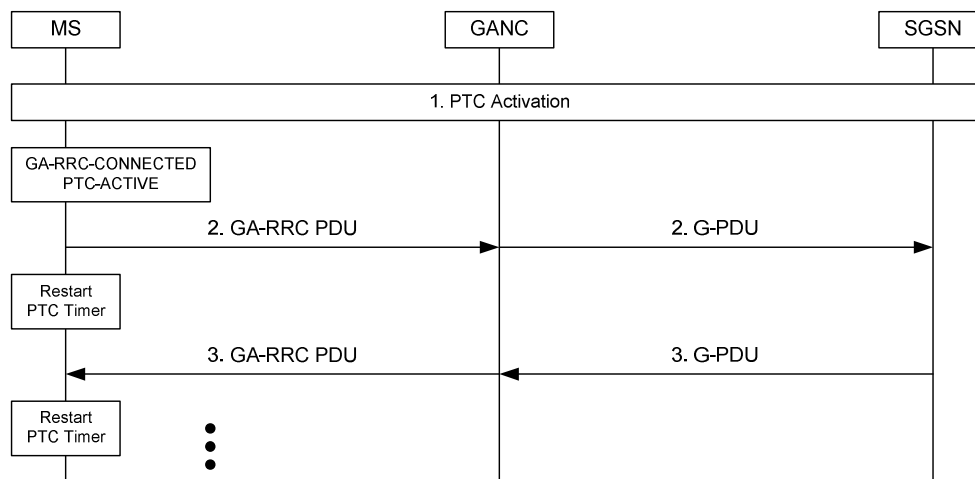 MS
GANC
SGSN
1. PTC Activation
GA-RRC-CONNECTED
PTC-ACTIVE
2. GA-RRC PDU
2. G-PDU
Restart
PTC Timer
3. GA-RRC PDU
3. G-PDU
Restart
PTC Timer